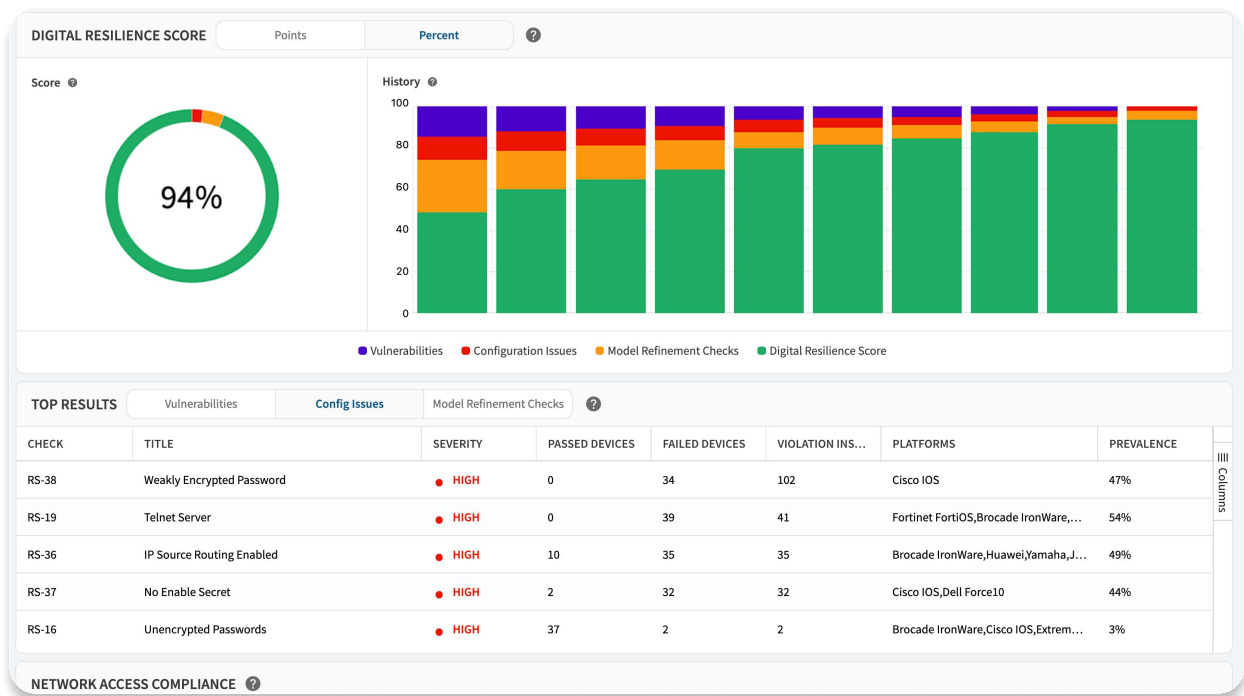 DIGITAL RESILIENCE SCORE Points Percent ?
Score ?
94%
History ?
100
80
60
40
20
0
Vulnerabilities Configuration Issues Model Refinement Checks Digital Resilience Score
TOP RESULTS Vulnerabilities Config Issues Model Refinement Checks ?
CHECK TITLE SEVERITY PASSED DEVICES FAILED DEVICES VIOLATION INS... PLATFORMS PREVALENCE
RS-38 Weakly Encrypted Password HIGH 0 34 102 Cisco IOS 47%
RS-19 Telnet Server HIGH 0 39 41 Fortinet FortiOS,Brocade IronWare,... 54%
RS-36 IP Source Routing Enabled HIGH 10 35 35 Brocade IronWare,Huawei,Yamaha,J... 49%
RS-37 No Enable Secret HIGH 2 32 32 Cisco IOS,Dell Force10 44%
RS-16 Unencrypted Passwords HIGH 37 2 2 Brocade IronWare,Cisco IOS,Extrem... 3%
Columns
NETWORK ACCESS COMPLIANCE ?